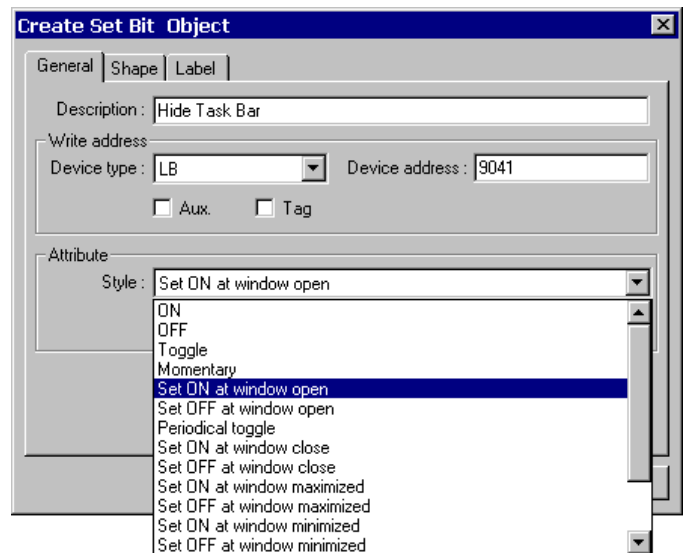 Create Set Bit Object
General Shape Label
Description : Hide Task Bar
Write address
Device type : LB Device address : 9041
Aux. Tag
Attribute
Style : Set ON at window open
ON
OFF
Toggle
Momentary
Set ON at window open
Set OFF at window open
Periodical toggle
Set ON at window close
Set OFF at window close
Set ON at window maximized
Set OFF at window maximized
Set ON at window minimized
Set OFF at window minimized